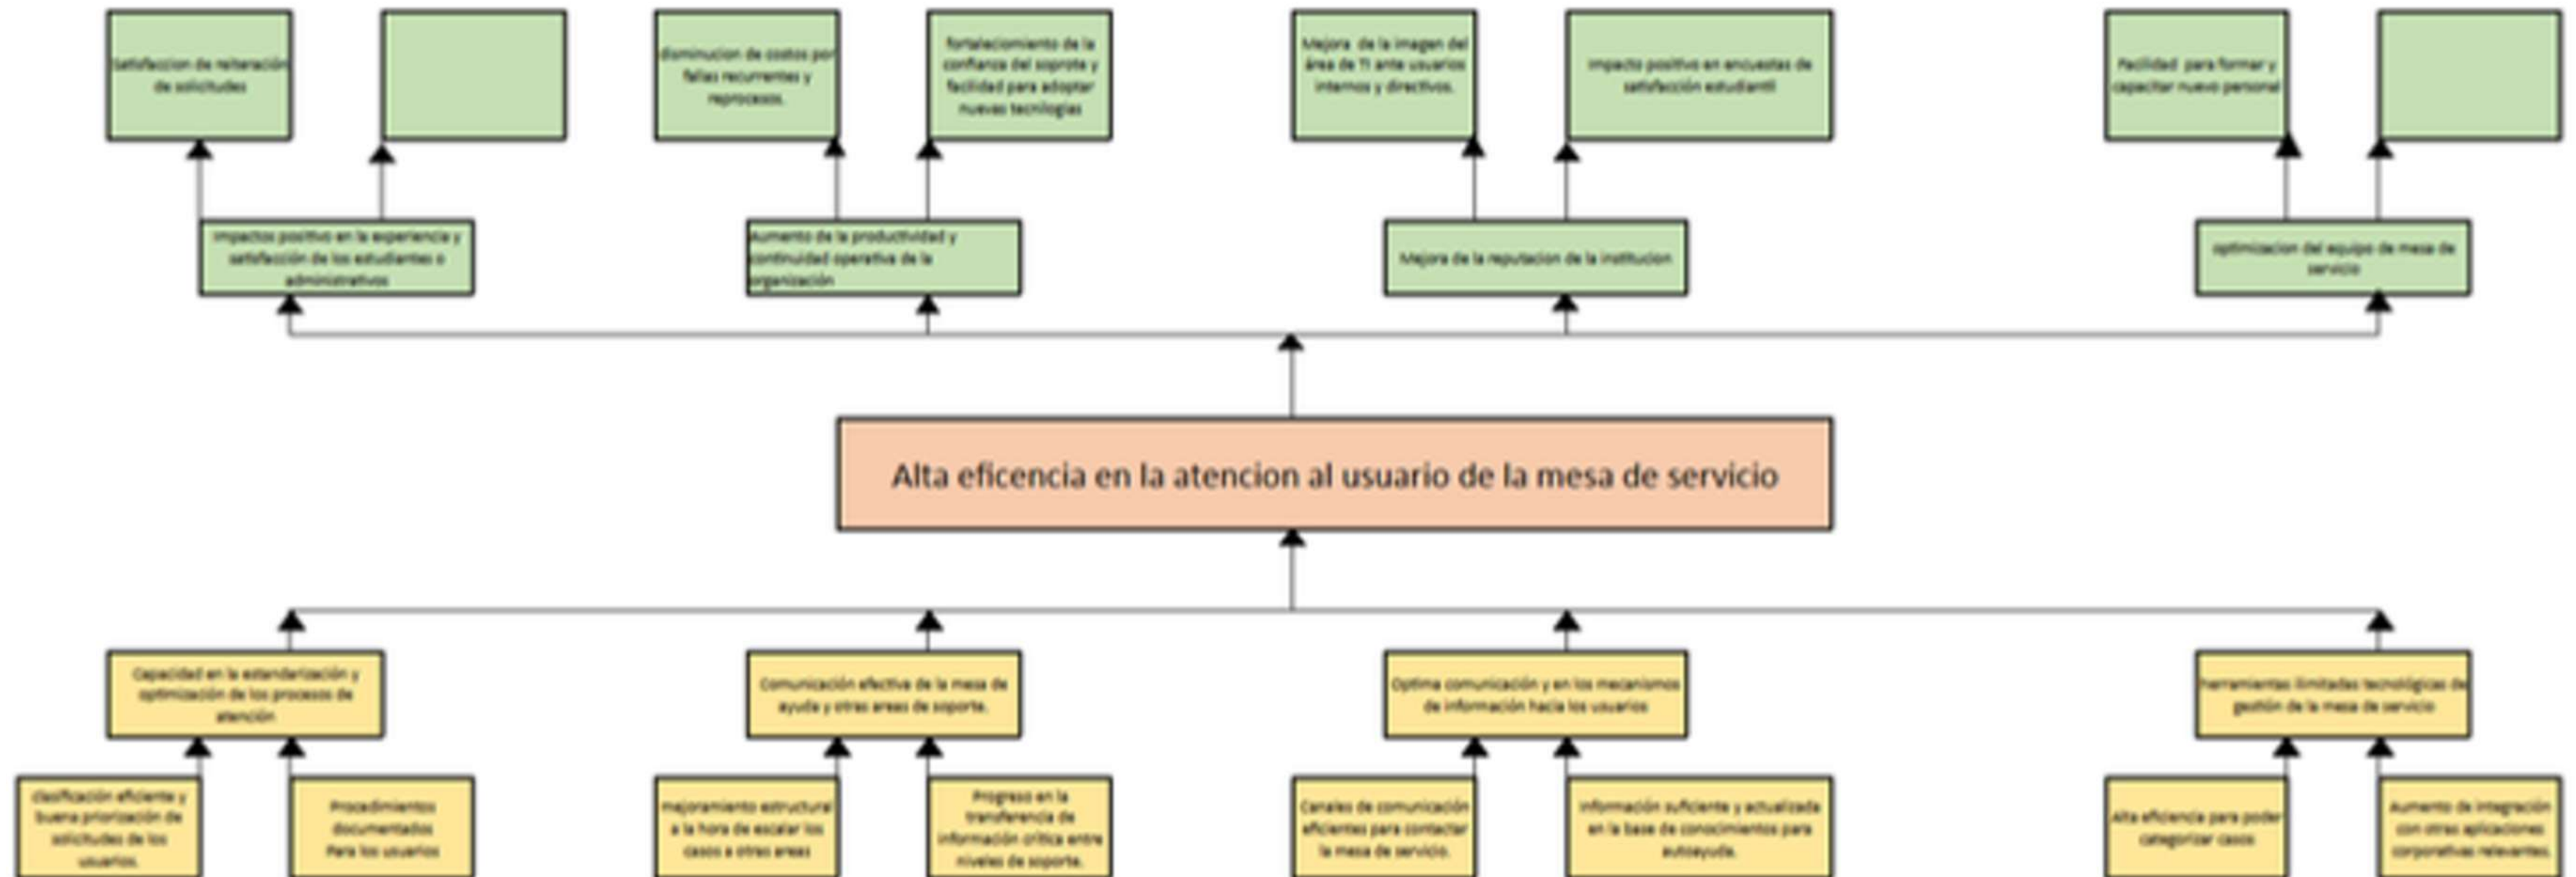 Satisfaccion de reiteración
de solicitudes
disminucion de costos por
fallas recurrentes y
reprocesos.
fortaleciomiento de la
confianza del soprote y
facilidad para adoptar
nuevas tecnilogias
Mejora de la imagen del
área de TI ante usuarios
internos y directivos.
Impacto positivo en encuestas de
satisfacción estudiantil
Facilidad para formar y
capacitar nuevo personal
Impactos positivo en la experiencia y
satisfacción de los estudiantes o
administrativos
Aumento de la productividad y
continuidad operativa de la
organización
Mejora de la reputacion de la institucion
optimizacion del equipo de mesa de
servicio
Alta eficencia en la atencion al usuario de la mesa de servicio
Capacidad en la estandarización y
optimización de los procesos de
atención
Comunicación efectiva de la mesa de
ayuda y otras areas de soporte.
Optima comunicación y en los mecanismos
de información hacia los usuarios
herramientas ilimitadas tecnológicas de
gestión de la mesa de servicio
clasificación eficiente y
buena priorización de
solicitudes de los
usuarios.
Procedimientos
documentados
Para los usuarios
mejoramiento estructural
a la hora de escalar los
casos a otras areas
Progreso en la
transferencia de
información crítica entre
niveles de soporte.
Canales de comunicación
eficientes para contactar
la mesa de servicio.
Información suficiente y actualizada
en la base de conocimientos para
autoayuda.
Alta eficiencia para poder
categorizar casos
Aumento de integración
con otras aplicaciones
corporativas relevantes.